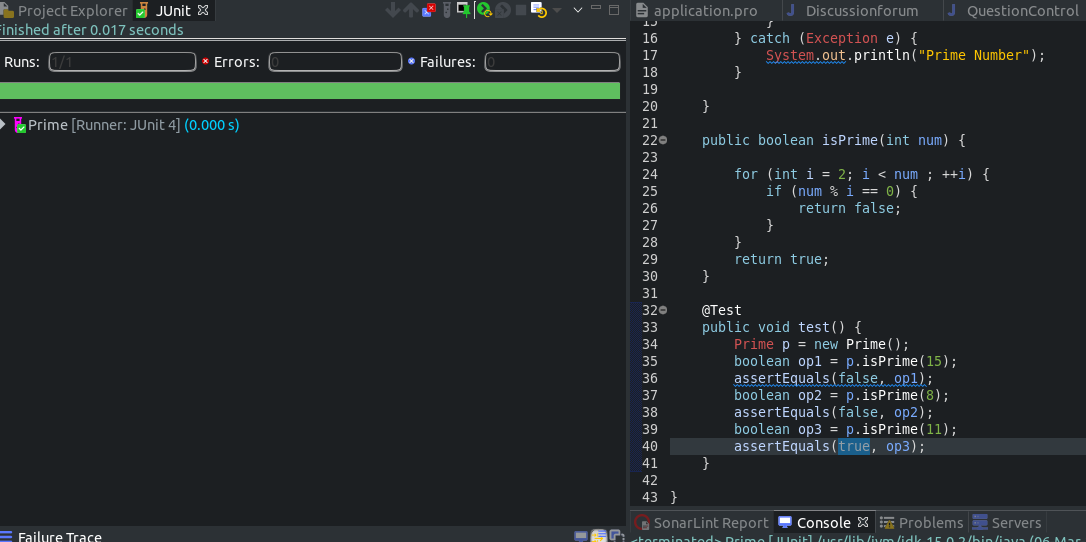 Project Explorer JUnit
Finished after 0.017 seconds
Runs: 1/1 Errors: 0 Failures: 0
Prime [Runner: JUnit 4] (0.000 s)
Failure Trace
application.pro Discussionforum QuestionControl
15 }
16 } catch (Exception e) {
17 System.out.println("Prime Number");
18 }
19
20 }
21
22 public boolean isPrime(int num) {
23
24 for (int i = 2; i < num ; ++i) {
25 if (num % i == 0) {
26 return false;
27 }
28 }
29 return true;
30 }
31
32 @Test
33 public void test() {
34 Prime p = new Prime();
35 boolean op1 = p.isPrime(15);
36 assertEquals(false, op1);
37 boolean op2 = p.isPrime(8);
38 assertEquals(false, op2);
39 boolean op3 = p.isPrime(11);
40 assertEquals(true, op3);
41 }
42
43 }
SonarLint Report Console Problems Servers
<terminated> Prime [JUnit] /usr/lib/jvm/jdk-15.0.2/bin/java (06 Mar